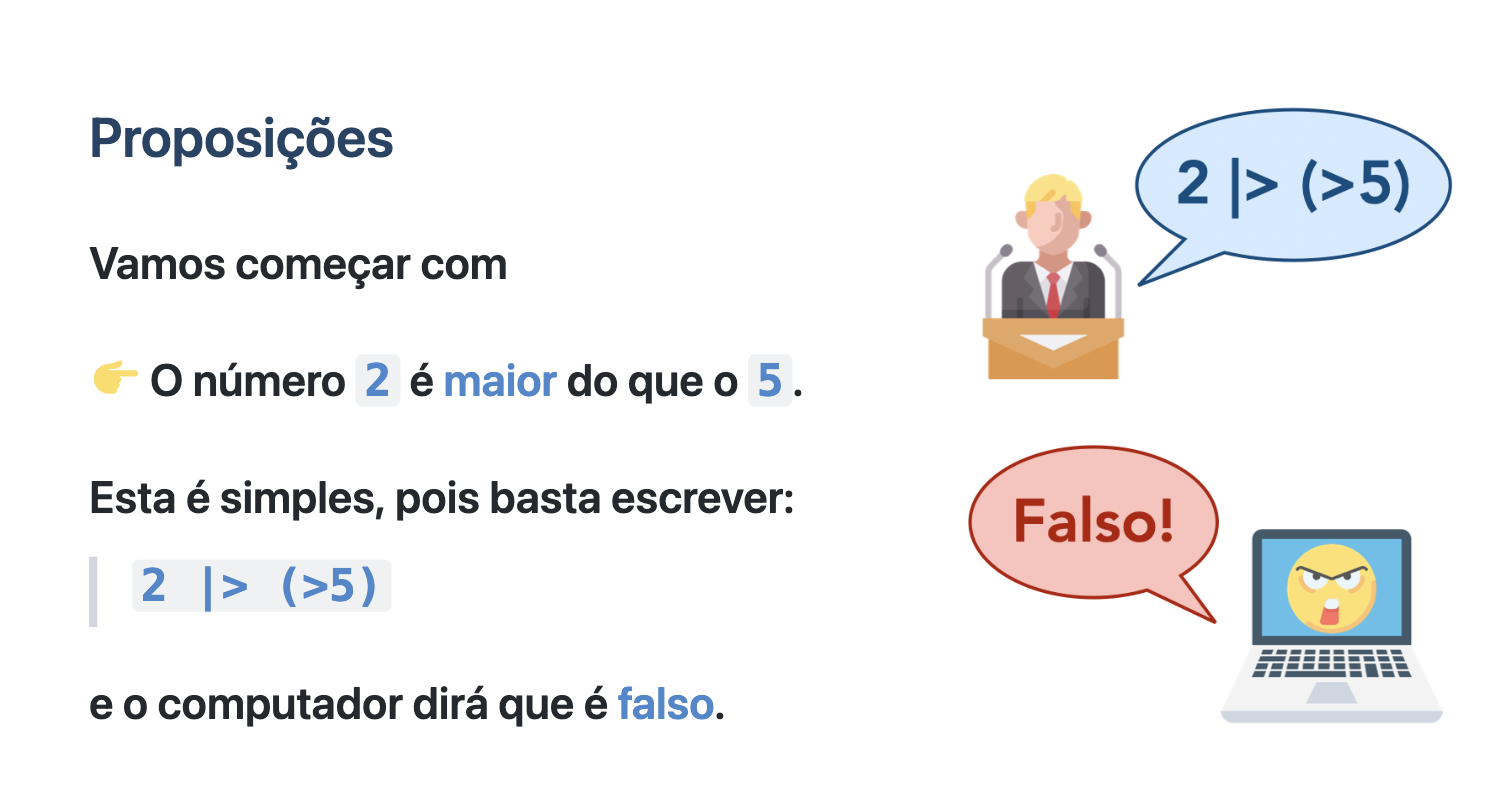 Proposições
Vamos começar com
👉 O número 2 é maior do que o 5.
Esta é simples, pois basta escrever:
2 |> (>5)
e o computador dirá que é falso.
2 |> (>5)
Falso!